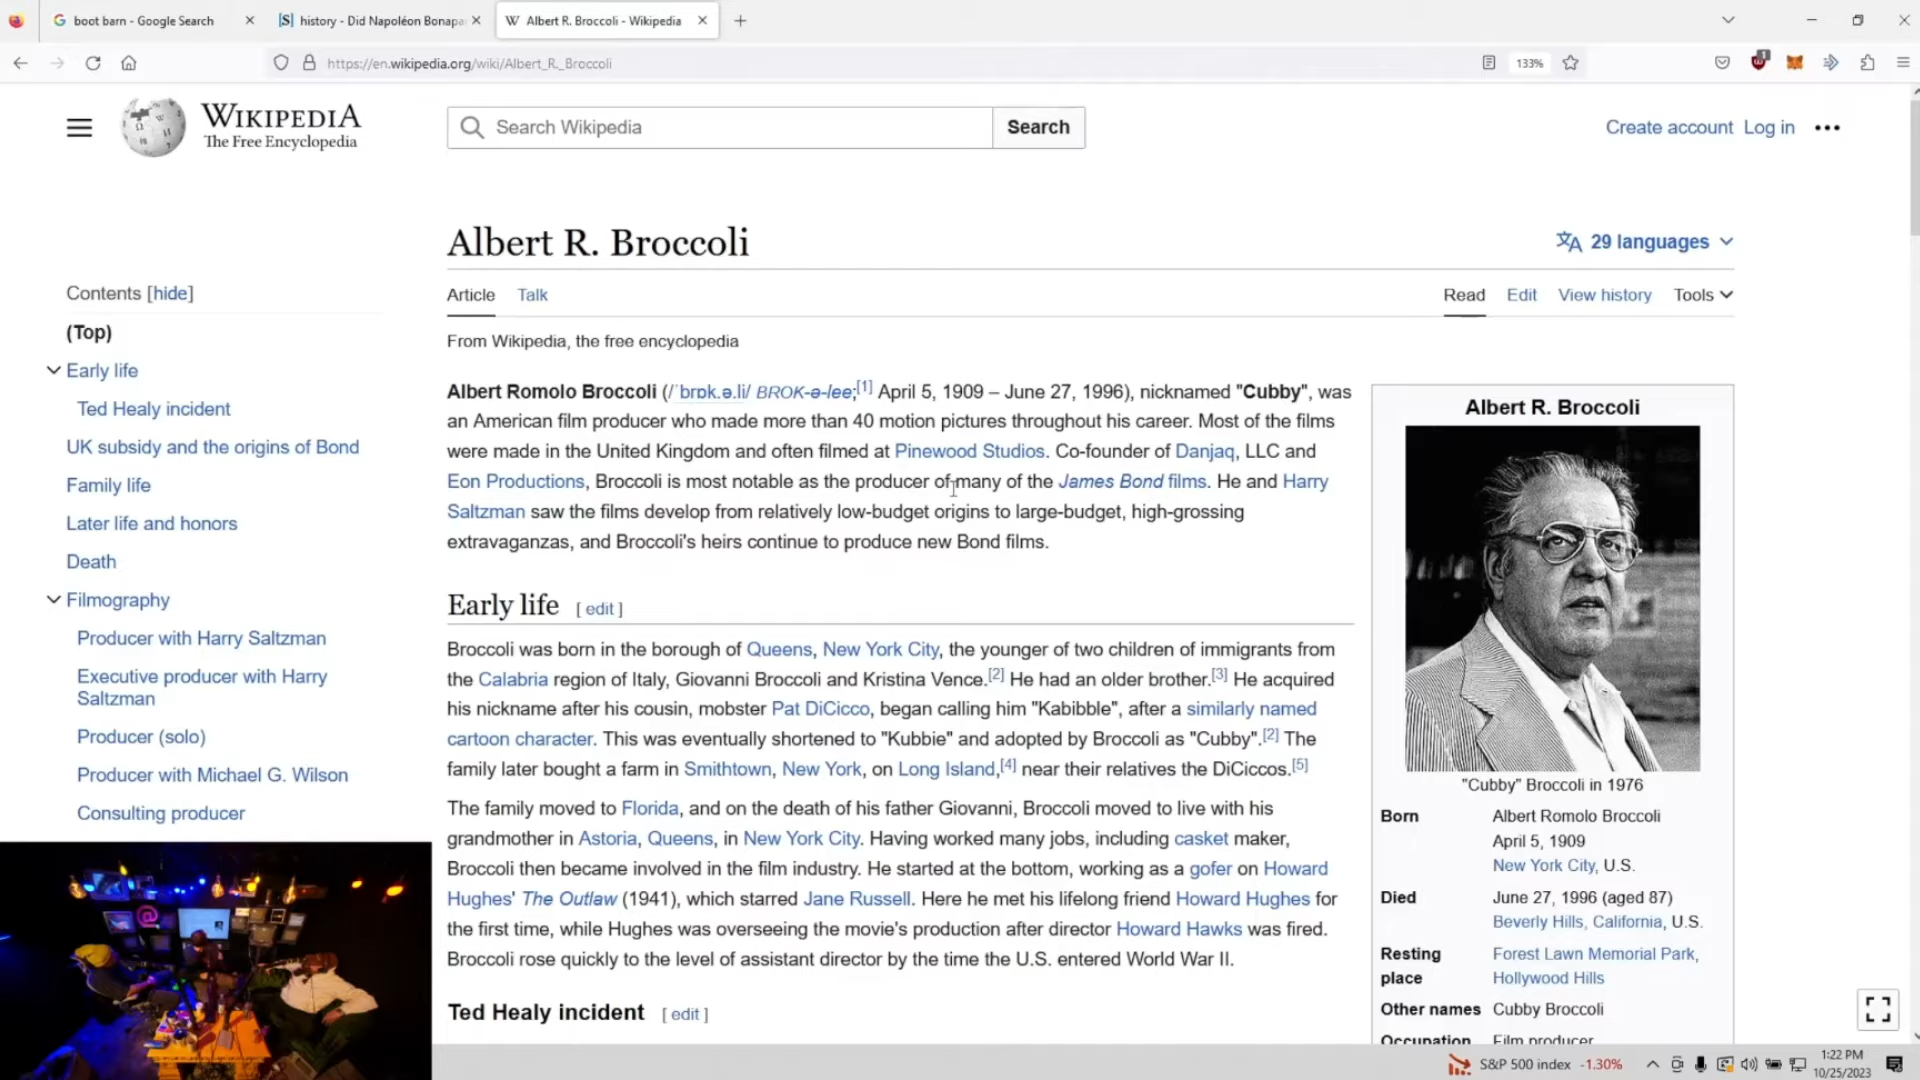 boot barn - Google Search
history - Did Napoléon Bonapa
Albert R. Broccoli - Wikipedia
https://en.wikipedia.org/wiki/Albert_R._Broccoli
133%
1
WIKIPEDIA
The Free Encyclopedia
Search Wikipedia
Search
Create account Log in
Albert R. Broccoli
29 languages
Contents [hide]
(Top)
Early life
Ted Healy incident
UK subsidy and the origins of Bond
Family life
Later life and honors
Death
Filmography
Producer with Harry Saltzman
Executive producer with Harry
Saltzman
Producer (solo)
Producer with Michael G. Wilson
Consulting producer
Article Talk
Read Edit View history Tools
From Wikipedia, the free encyclopedia
Albert Romolo Broccoli (/ˈbrɒk.ə.li/ BROK-ə-lee;[1] April 5, 1909 – June 27, 1996), nicknamed "Cubby", was
an American film producer who made more than 40 motion pictures throughout his career. Most of the films
were made in the United Kingdom and often filmed at Pinewood Studios. Co-founder of Danjaq, LLC and
Eon Productions, Broccoli is most notable as the producer of many of the James Bond films. He and Harry
Saltzman saw the films develop from relatively low-budget origins to large-budget, high-grossing
extravaganzas, and Broccoli's heirs continue to produce new Bond films.
Early life [ edit ]
Broccoli was born in the borough of Queens, New York City, the younger of two children of immigrants from
the Calabria region of Italy, Giovanni Broccoli and Kristina Vence.[2] He had an older brother.[3] He acquired
his nickname after his cousin, mobster Pat DiCicco, began calling him "Kabibble", after a similarly named
cartoon character. This was eventually shortened to "Kubbie" and adopted by Broccoli as "Cubby".[2] The
family later bought a farm in Smithtown, New York, on Long Island,[4] near their relatives the DiCiccos.[5]
The family moved to Florida, and on the death of his father Giovanni, Broccoli moved to live with his
grandmother in Astoria, Queens, in New York City. Having worked many jobs, including casket maker,
Broccoli then became involved in the film industry. He started at the bottom, working as a gofer on Howard
Hughes' The Outlaw (1941), which starred Jane Russell. Here he met his lifelong friend Howard Hughes for
the first time, while Hughes was overseeing the movie's production after director Howard Hawks was fired.
Broccoli rose quickly to the level of assistant director by the time the U.S. entered World War II.
Ted Healy incident [ edit ]
Albert R. Broccoli
"Cubby" Broccoli in 1976
Born Albert Romolo Broccoli
April 5, 1909
New York City, U.S.
Died June 27, 1996 (aged 87)
Beverly Hills, California, U.S.
Resting Forest Lawn Memorial Park,
place Hollywood Hills
Other names Cubby Broccoli
Occupation Film producer
S&P 500 index -1.30%
1:22 PM
10/25/2023